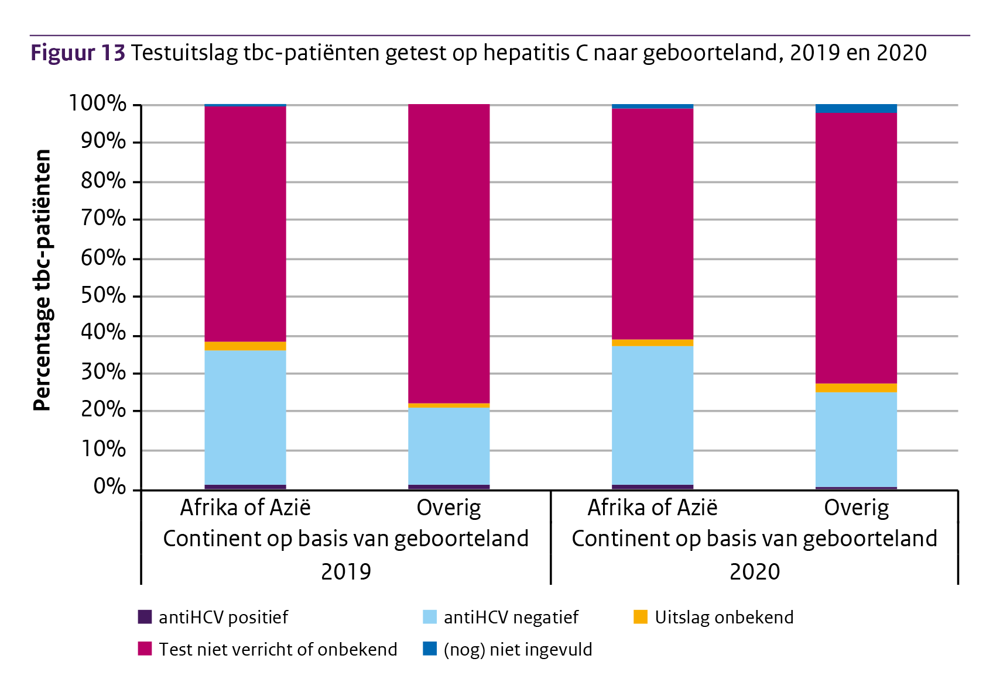 Figuur 13 Testuitslag tbc-patiënten getest op hepatitis C naar geboorteland, 2019 en 2020
Percentage tbc-patiënten
100%
90%
80%
70%
60%
50%
40%
30%
20%
10%
0%
Afrika of Azië Overig Afrika of Azië Overig
Continent op basis van geboorteland Continent op basis van geboorteland
2019 2020
antiHCV positief antiHCV negatief Uitslag onbekend
Test niet verricht of onbekend (nog) niet ingevuld